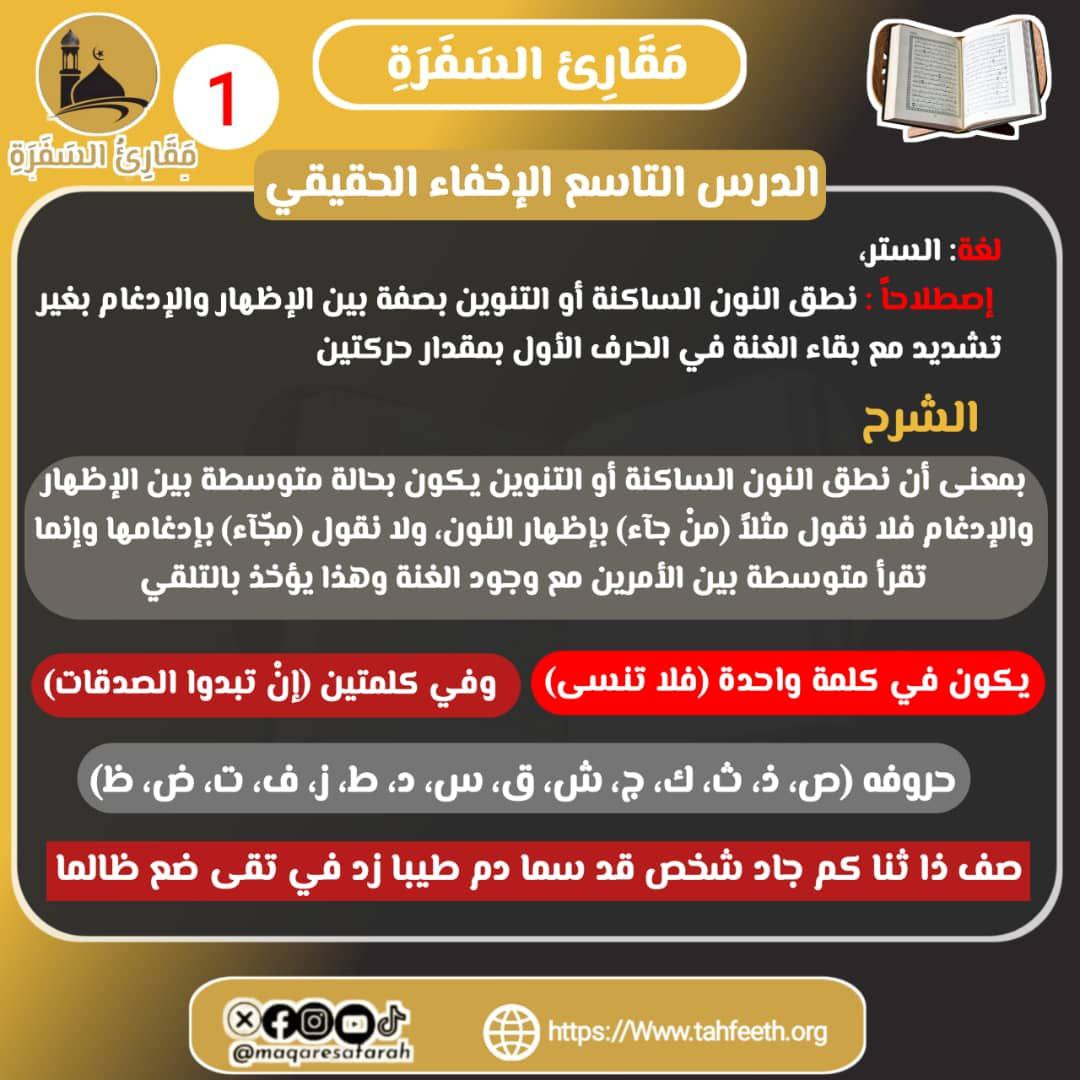 مَقَارِئ السَفَرَةِ
1
مَقَارِئُ السَفَرَةِ
الدرس التاسع الإخفاء الحقيقي
لغة: الستر،
إصطلاحاً : نطق النون الساكنة أو التنوين بصفة بين الإظهار والإدغام بغير
تشديد مع بقاء الغنة في الحرف الأول بمقدار حركتين
الشرح
بمعنى أن نطق النون الساكنة أو التنوين يكون بحالة متوسطة بين الإظهار
والإدغام فلا نقول مثلاً (منْ جآء) بإظهار النون، ولا نقول (مجّآء) بإدغامها وإنما
تقرأ متوسطة بين الأمرين مع وجود الغنة وهذا يؤخذ بالتلقي
يكون في كلمة واحدة (فلا تنسى)
وفي كلمتين (إنْ تبدوا الصدقات)
حروفه (ص، ذ، ث، ك، ج، ش، ق، س، د، ط، ز، ف، ت، ض، ظ)
صف ذا ثنا كم جاد شخص قد سما دم طيبا زد في تقى ضع ظالما
@maqaresafarah
https://Www.tahfeeth.org